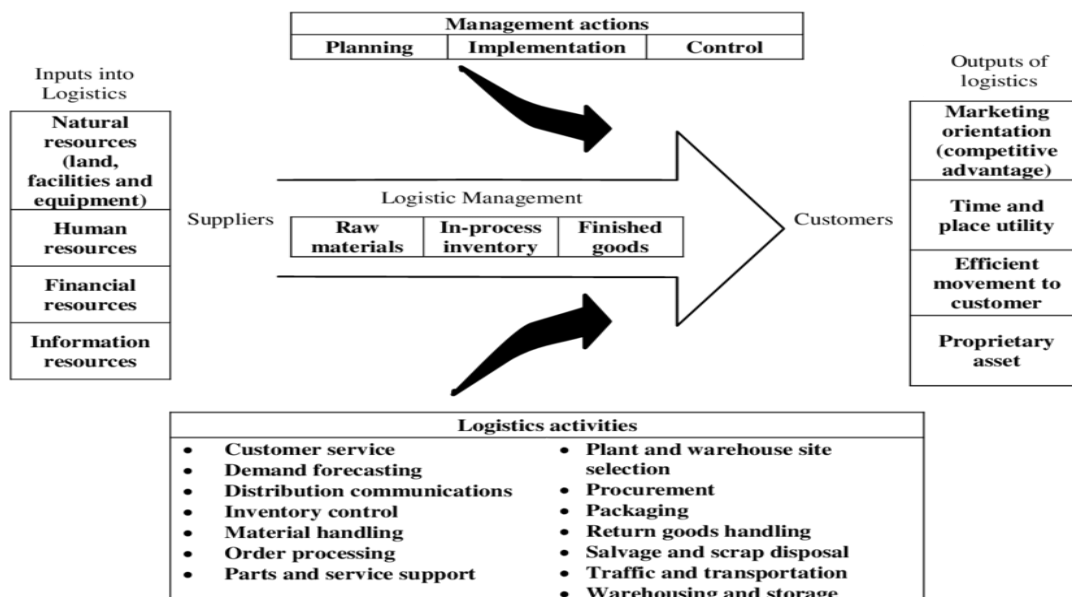 Management actions
Planning
Implementation
Control
Inputs into
Logistics
Natural
resources
(land,
facilities and
equipment)
Human
resources
Financial
resources
Information
resources
Suppliers
Logistic Management
Raw
materials
In-process
inventory
Finished
goods
Customers
Outputs of
logistics
Marketing
orientation
(competitive
advantage)
Time and
place utility
Efficient
movement to
customer
Proprietary
asset
Logistics activities
• Customer service
• Demand forecasting
• Distribution communications
• Inventory control
• Material handling
• Order processing
• Parts and service support
• Plant and warehouse site
selection
• Procurement
• Packaging
• Return goods handling
• Salvage and scrap disposal
• Traffic and transportation
• Warehousing and storage